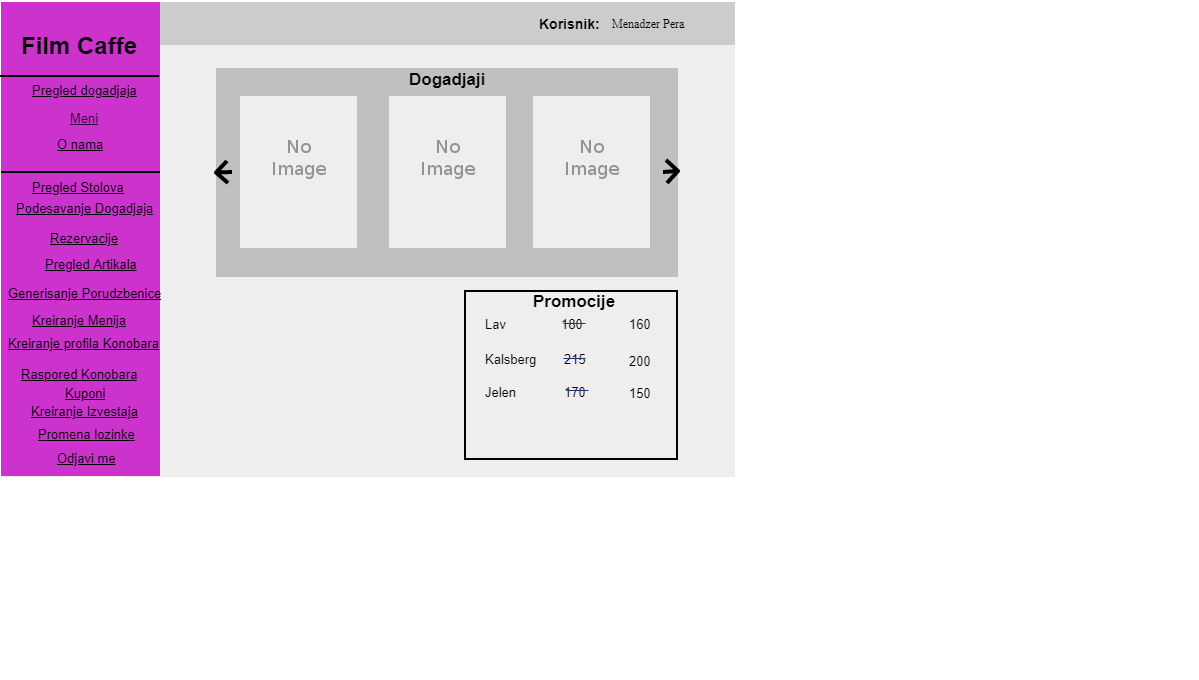 Film Caffe
Korisnik: Menadzer Pera
Pregled dogadjaja
Meni
O nama
Pregled Stolova
Podesavanje Dogadjaja
Rezervacije
Pregled Artikala
Generisanje Porudzbenice
Kreiranje Menija
Kreiranje profila Konobara
Raspored Konobara
Kuponi
Kreiranje Izvestaja
Promena lozinke
Odjavi me
Dogadjaji
No Image
No Image
No Image
Promocije
Lav 180 160
Kalsberg 215 200
Jelen 170 150